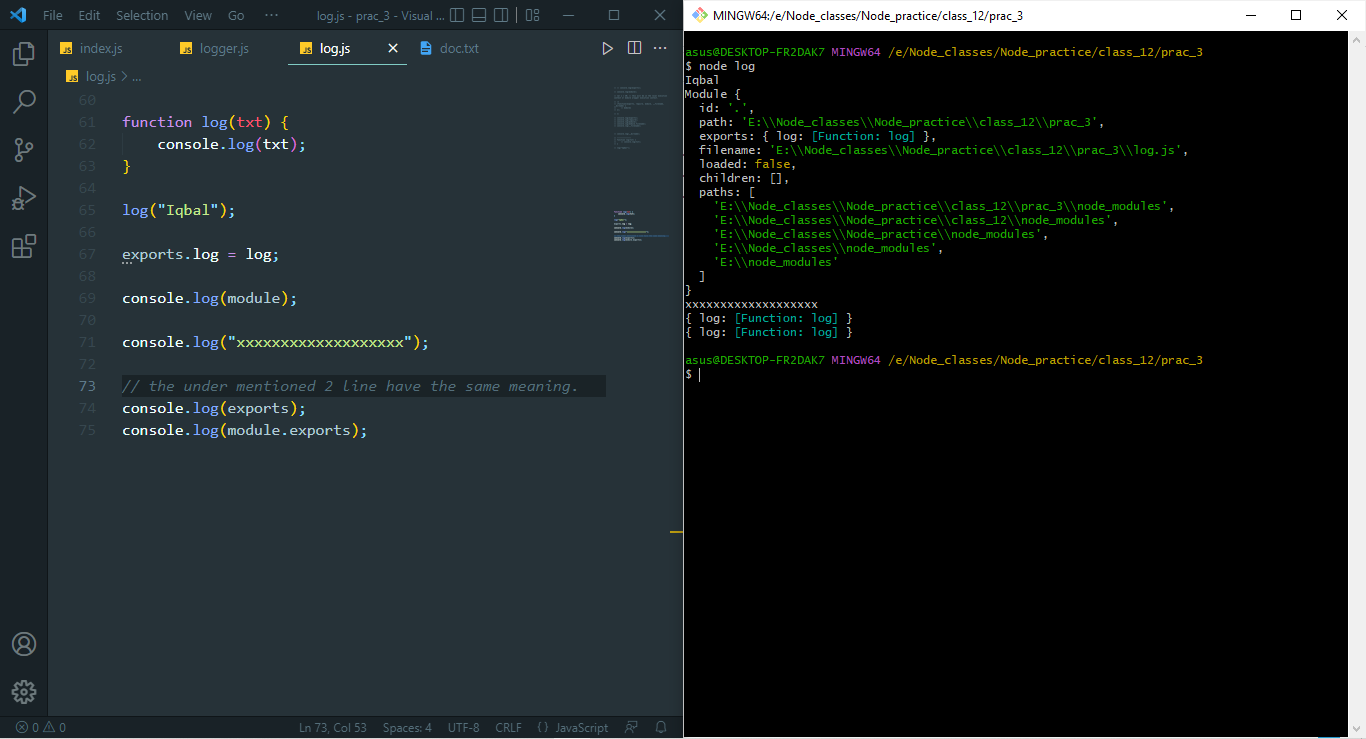 File Edit Selection View Go ··· log.js - prac_3 - Visual ...
index.js logger.js log.js doc.txt
log.js > ...
60
61 function log(txt) {
62 console.log(txt);
63 }
64
65 log("Iqbal");
66
67 exports.log = log;
68
69 console.log(module);
70
71 console.log("xxxxxxxxxxxxxxxxxxx");
72
73 // the under mentioned 2 line have the same meaning.
74 console.log(exports);
75 console.log(module.exports);
0 0 Ln 73, Col 53 Spaces: 4 UTF-8 CRLF {} JavaScript
MINGW64:/e/Node_classes/Node_practice/class_12/prac_3
asus@DESKTOP-FR2DAK7 MINGW64 /e/Node_classes/Node_practice/class_12/prac_3
$ node log
Iqbal
Module {
id: '.',
path: 'E:\\Node_classes\\Node_practice\\class_12\\prac_3',
exports: { log: [Function: log] },
filename: 'E:\\Node_classes\\Node_practice\\class_12\\prac_3\\log.js',
loaded: false,
children: [],
paths: [
'E:\\Node_classes\\Node_practice\\class_12\\prac_3\\node_modules',
'E:\\Node_classes\\Node_practice\\class_12\\node_modules',
'E:\\Node_classes\\Node_practice\\node_modules',
'E:\\Node_classes\\node_modules',
'E:\\node_modules'
]
}
xxxxxxxxxxxxxxxxxxx
{ log: [Function: log] }
{ log: [Function: log] }
asus@DESKTOP-FR2DAK7 MINGW64 /e/Node_classes/Node_practice/class_12/prac_3
$